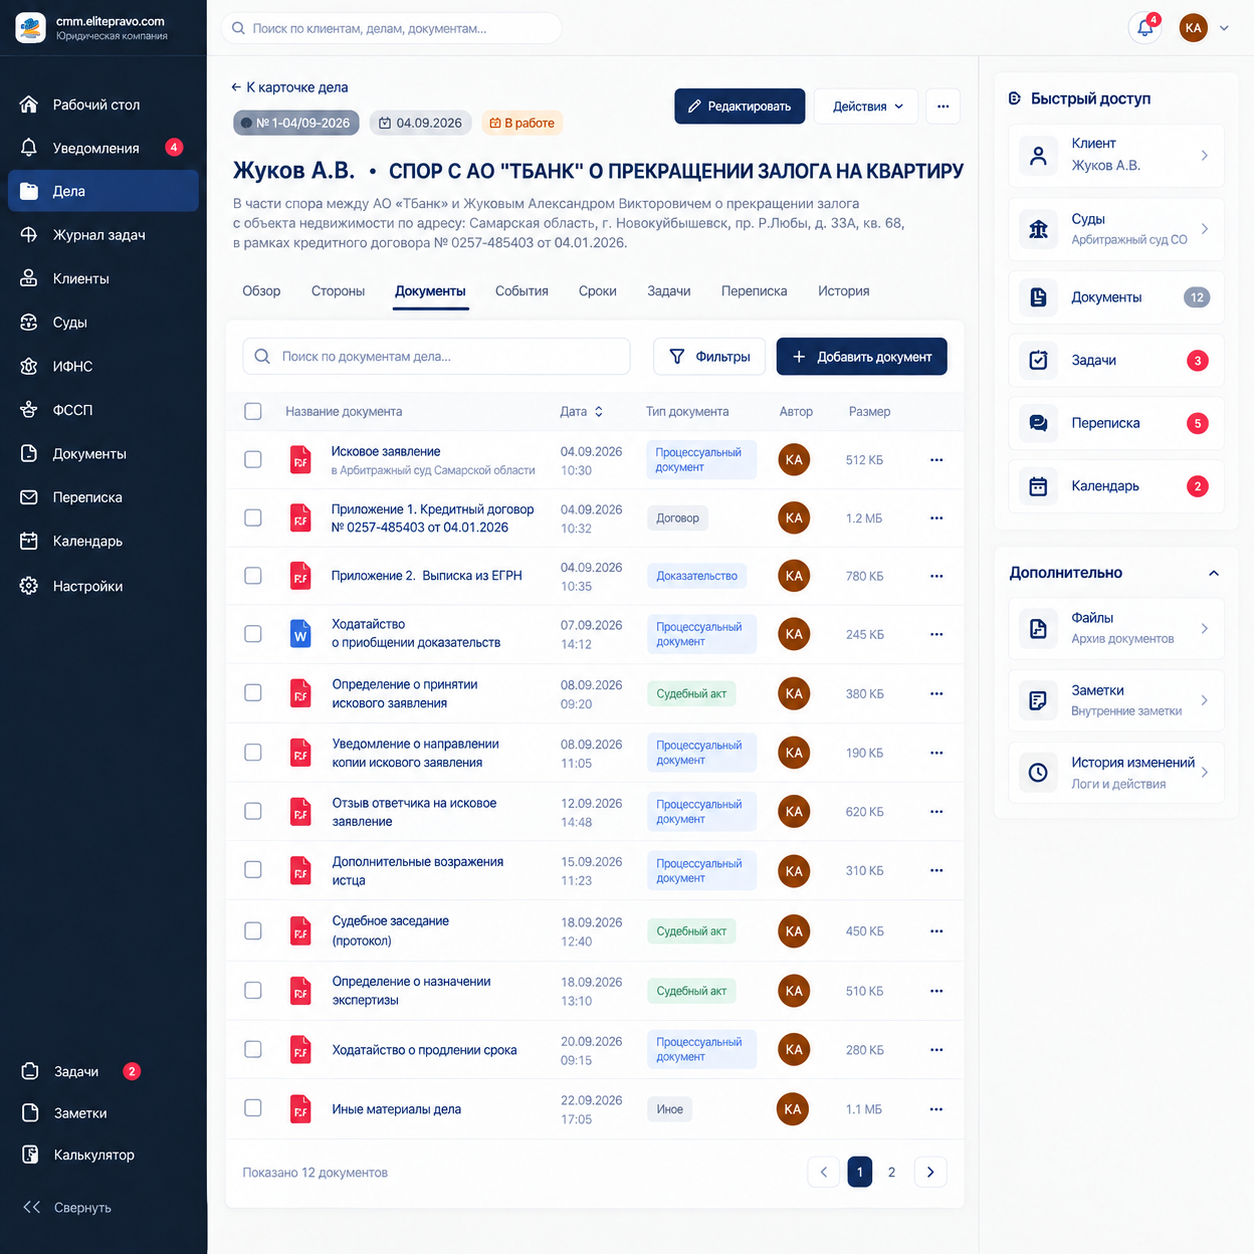 cmm.elitepravo.com
Юридическая компания
Поиск по клиентам, делам, документам...
4
КА
Рабочий стол
Уведомления 4
Дела
Журнал задач
Клиенты
Суды
ИФНС
ФССП
Документы
Переписка
Календарь
Настройки
Задачи 2
Заметки
Калькулятор
Свернуть
К карточке дела
№ 1-04/09-2026 04.09.2026 В работе
Редактировать Действия
Жуков А.В. • СПОР С АО "ТБАНК" О ПРЕКРАЩЕНИИ ЗАЛОГА НА КВАРТИРУ
В части спора между АО «ТБанк» и Жуковым Александром Викторовичем о прекращении залога
с объекта недвижимости по адресу: Самарская область, г. Новокуйбышевск, пр. Р.Любы, д. 33А, кв. 68,
в рамках кредитного договора № 0257-485403 от 04.01.2026.
Обзор Стороны Документы События Сроки Задачи Переписка История
Поиск по документам дела...
Фильтры
+ Добавить документ
Название документа Дата Тип документа Автор Размер
Исковое заявление
в Арбитражный суд Самарской области
04.09.2026
10:30
Процессуальный
документ
КА
512 КБ
Приложение 1. Кредитный договор
№ 0257-485403 от 04.01.2026
04.09.2026
10:32
Договор
КА
1.2 МБ
Приложение 2. Выписка из ЕГРН
04.09.2026
10:35
Доказательство
КА
780 КБ
W
Ходатайство
о приобщении доказательств
07.09.2026
14:12
Процессуальный
документ
КА
245 КБ
Определение о принятии
искового заявления
08.09.2026
09:20
Судебный акт
КА
380 КБ
Уведомление о направлении
копии искового заявления
08.09.2026
11:05
Процессуальный
документ
КА
190 КБ
Отзыв ответчика на исковое
заявление
12.09.2026
14:48
Процессуальный
документ
КА
620 КБ
Дополнительные возражения
истца
15.09.2026
11:23
Процессуальный
документ
КА
310 КБ
Судебное заседание
(протокол)
18.09.2026
12:40
Судебный акт
КА
450 КБ
Определение о назначении
экспертизы
18.09.2026
13:10
Судебный акт
КА
510 КБ
Ходатайство о продлении срока
20.09.2026
09:15
Процессуальный
документ
КА
280 КБ
Иные материалы дела
22.09.2026
17:05
Иное
КА
1.1 МБ
Показано 12 документов
1 2
Быстрый доступ
Клиент
Жуков А.В.
Суды
Арбитражный суд СО
Документы 12
Задачи 3
Переписка 5
Календарь 2
Дополнительно
Файлы
Архив документов
Заметки
Внутренние заметки
История изменений
Логи и действия